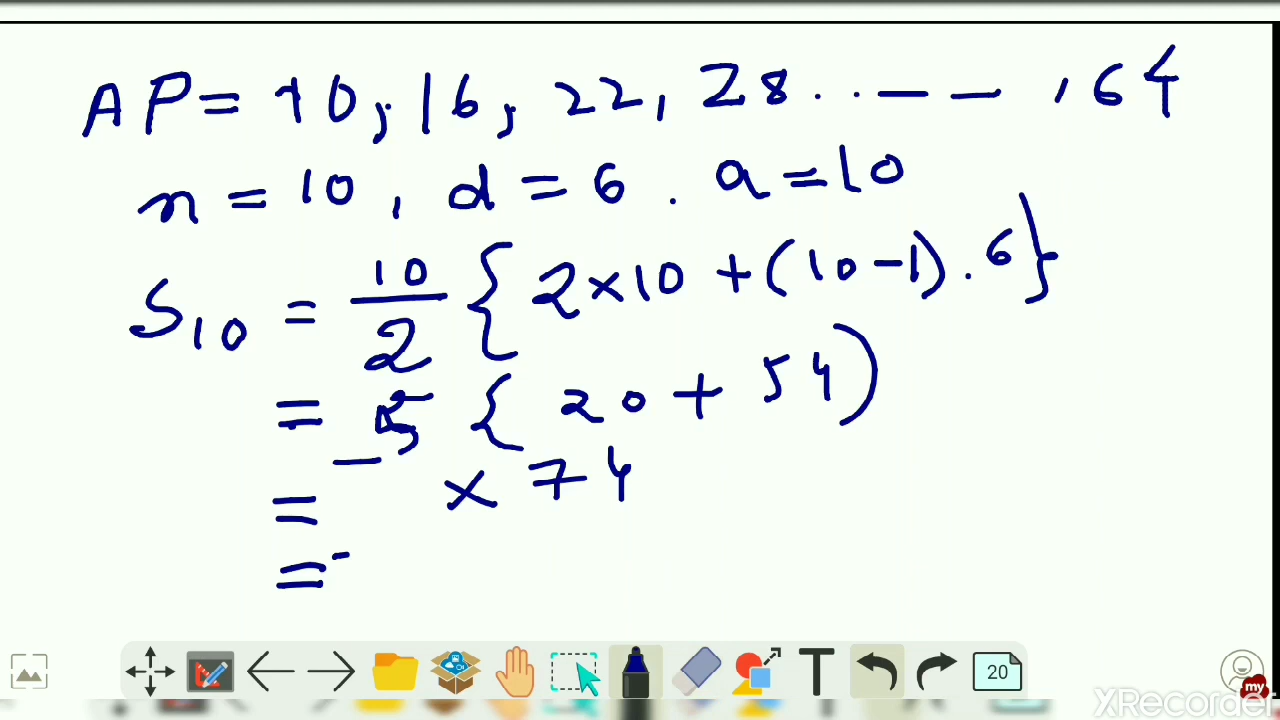 AP= 10, 16, 22, 28 . . . — — , 64
n = 10 , d = 6 . a = 10
S10 = 10/2 { 2×10 + (10 - 1) . 6 }
= 5 { 20 + 54 )
= × 74
=
T
20
my
XRecorder